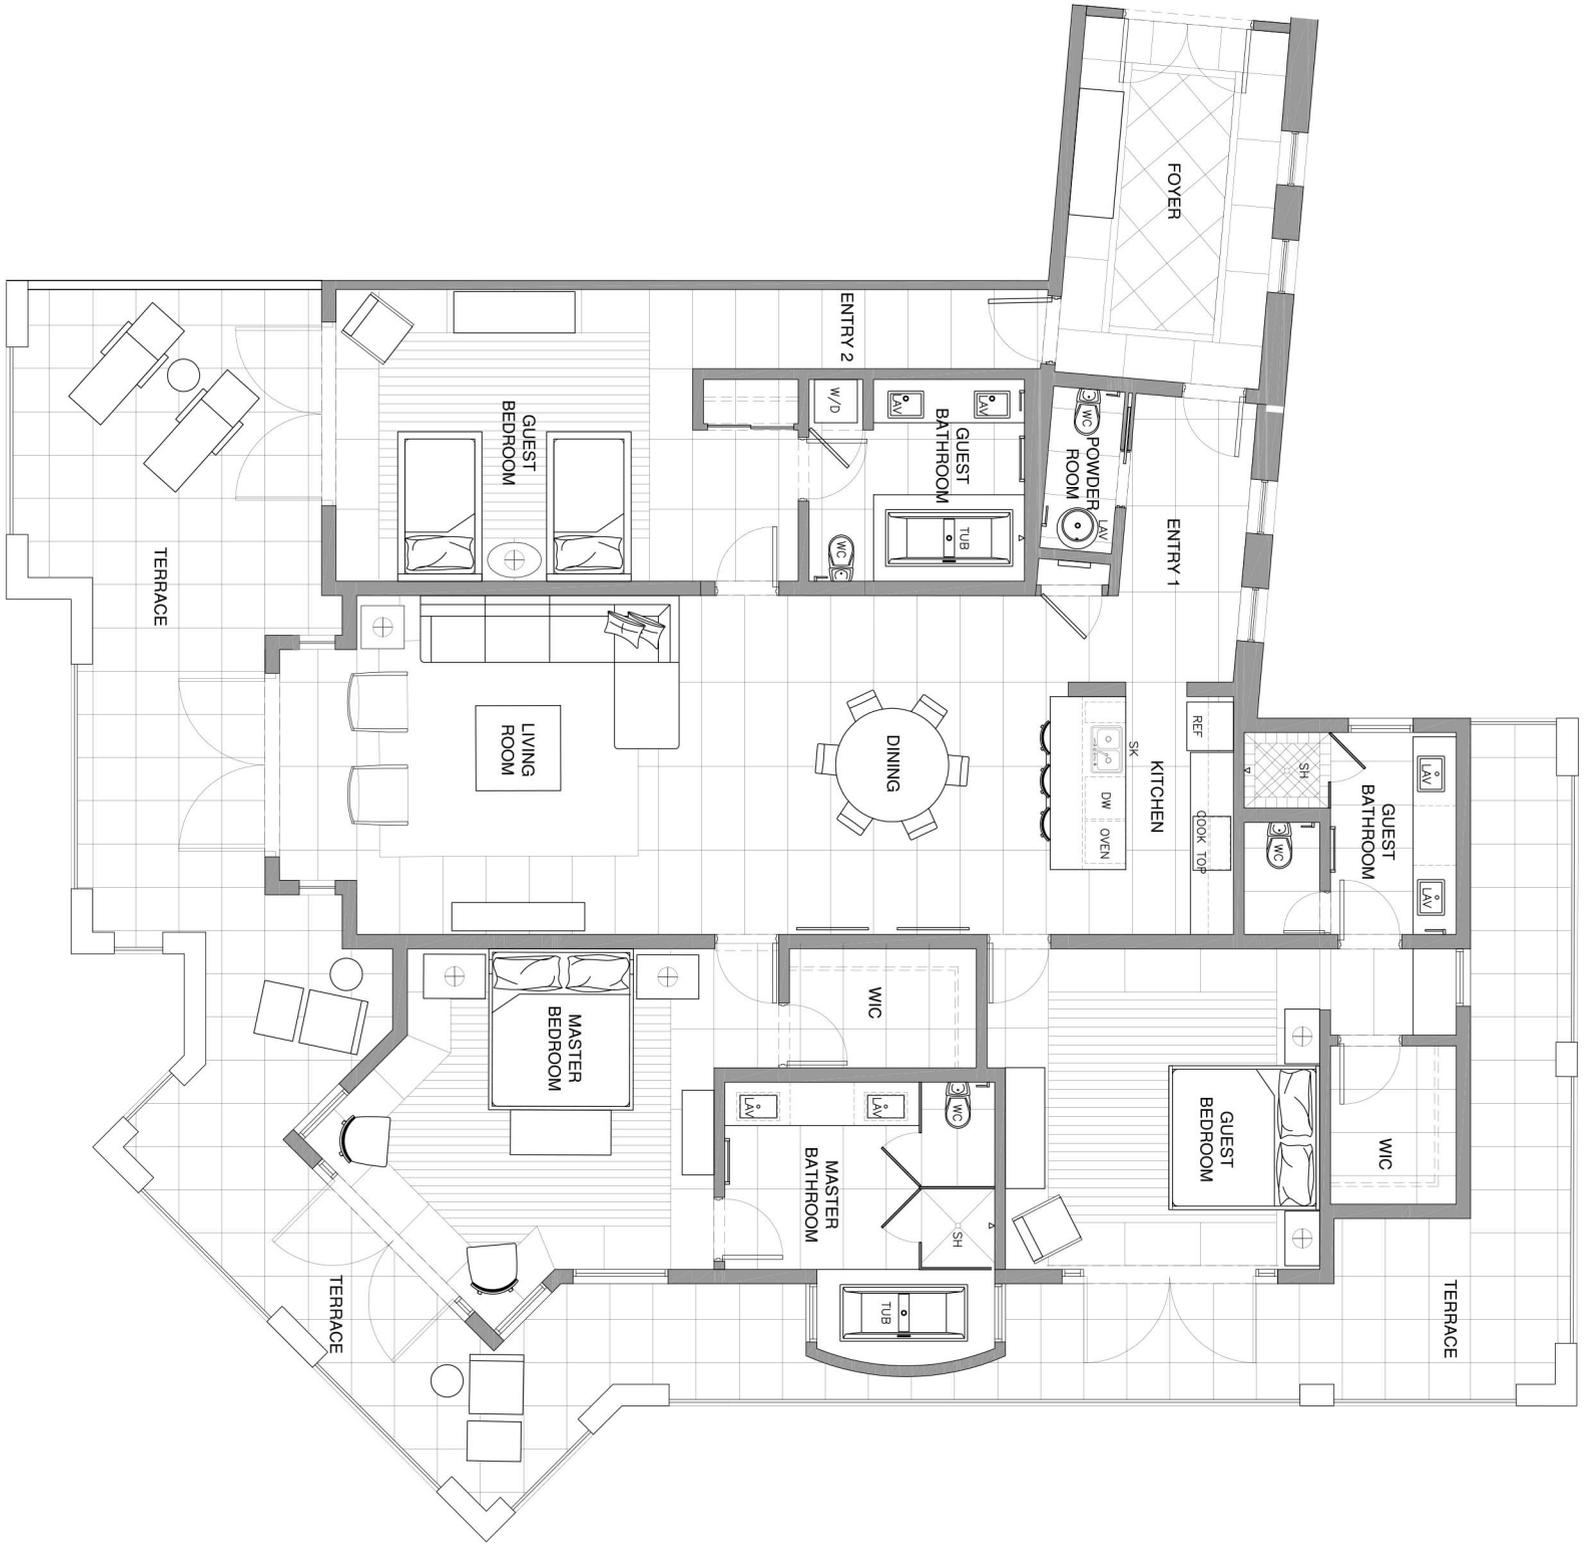 FOYER
ENTRY 2
W/D
LAV
LAV
GUEST
BATHROOM
WC
POWDER
ROOM
LAV
GUEST
BEDROOM
WC
TUB
ENTRY 1
TERRACE
LIVING
ROOM
DINING
SK
DW
OVEN
KITCHEN
REF
COOK TOP
SH
WC
GUEST
BATHROOM
LAV
LAV
MASTER
BEDROOM
WIC
LAV
LAV
WC
MASTER
BATHROOM
SH
TUB
GUEST
BEDROOM
WIC
TERRACE
TERRACE